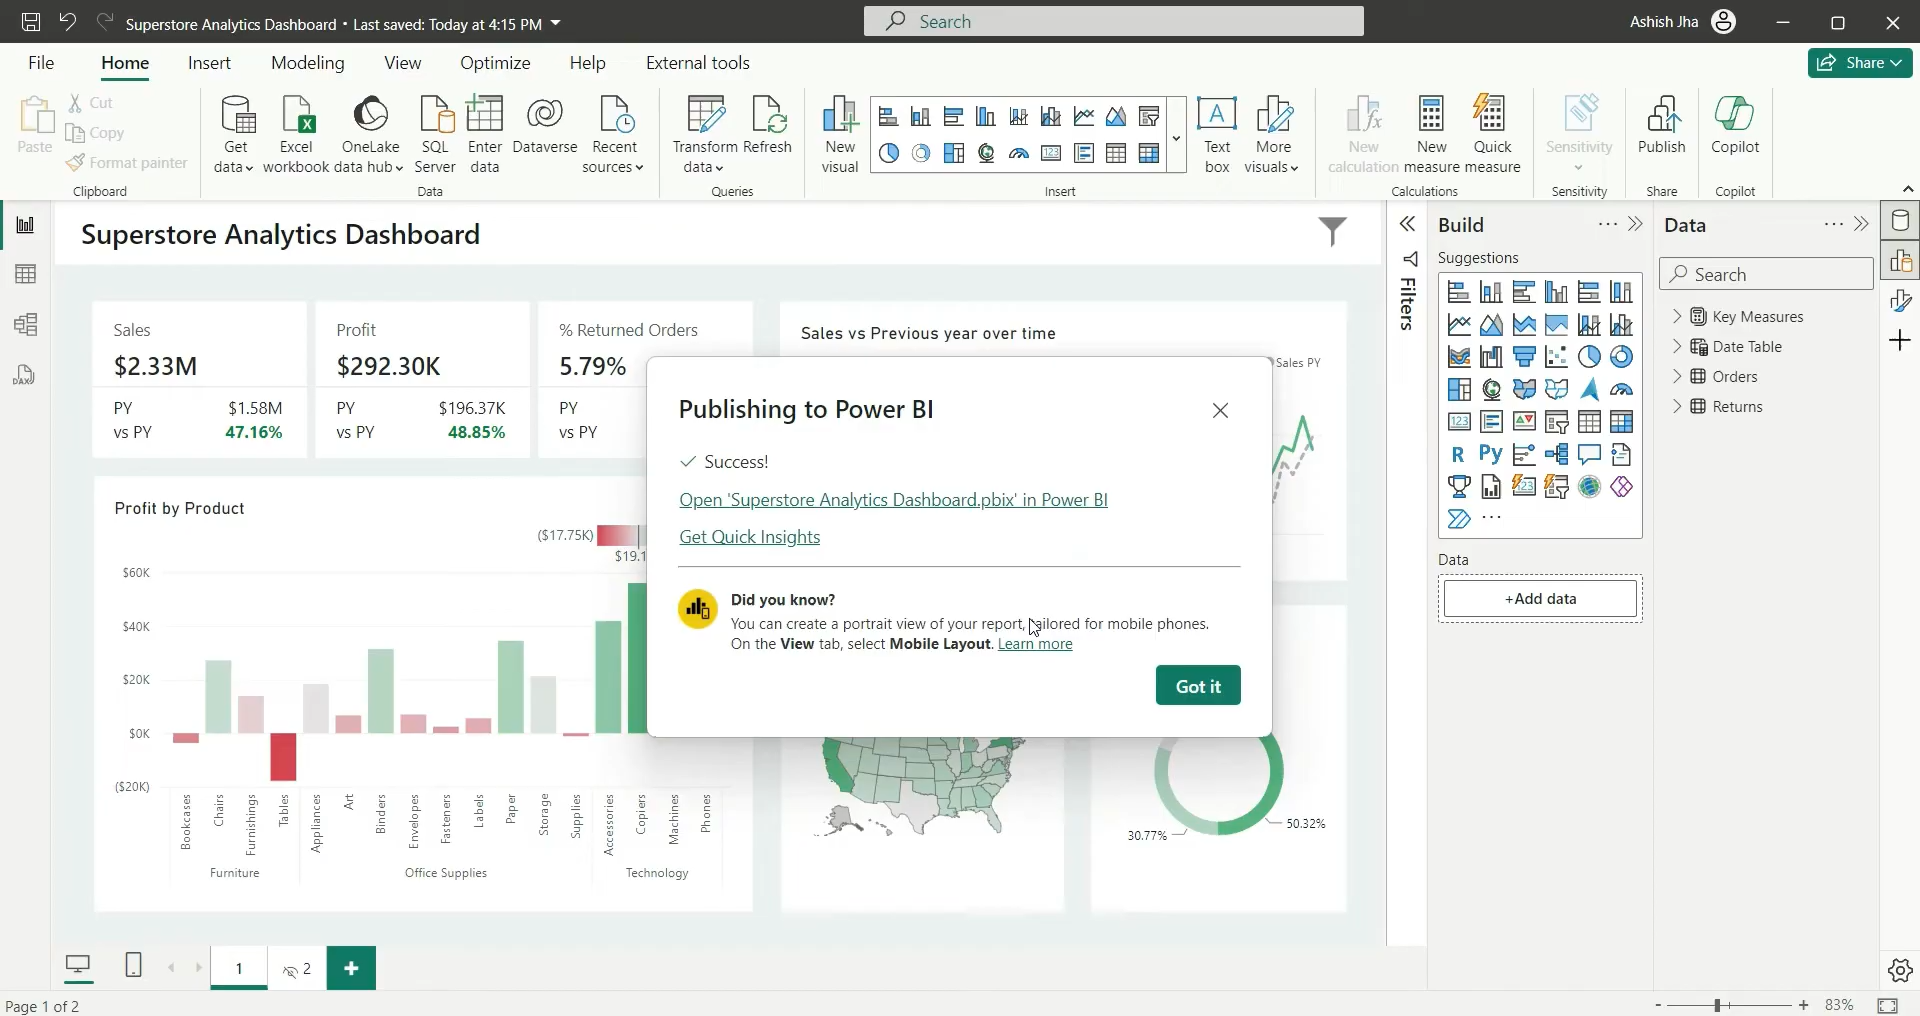 Superstore Analytics Dashboard • Last saved: Today at 4:15 PM
Search
Ashish Jha
File
Home
Insert
Modeling
View
Optimize
Help
External tools
Share
Paste
Cut
Copy
Format painter
Clipboard
Get data
Excel workbook
OneLake data hub
SQL Server
Enter data
Dataverse
Recent sources
Data
Transform data
Refresh
Queries
New visual
Text box
More visuals
Insert
New calculation
New measure
Quick measure
Calculations
Sensitivity
Sensitivity
Publish
Share
Copilot
Copilot
Superstore Analytics Dashboard
Sales
$2.33M
PY $1.58M
vs PY 47.16%
Profit
$292.30K
PY $196.37K
vs PY 48.85%
% Returned Orders
5.79%
PY
vs PY
Sales vs Previous year over time
Sales PY
Publishing to Power BI
Success!
Open 'Superstore Analytics Dashboard.pbix' in Power BI
Get Quick Insights
Did you know?
You can create a portrait view of your report, tailored for mobile phones.
On the View tab, select Mobile Layout. Learn more
Got it
Profit by Product
($17.75K)
$19.1
$60K
$40K
$20K
$0K
($20K)
Bookcases
Chairs
Furnishings
Tables
Appliances
Art
Binders
Envelopes
Fasteners
Labels
Paper
Storage
Supplies
Accessories
Copiers
Machines
Phones
Furniture
Office Supplies
Technology
30.77%
50.32%
Filters
Build
Suggestions
R
Py
Data
+Add data
Data
Search
Key Measures
Date Table
Orders
Returns
1
2
Page 1 of 2
83%